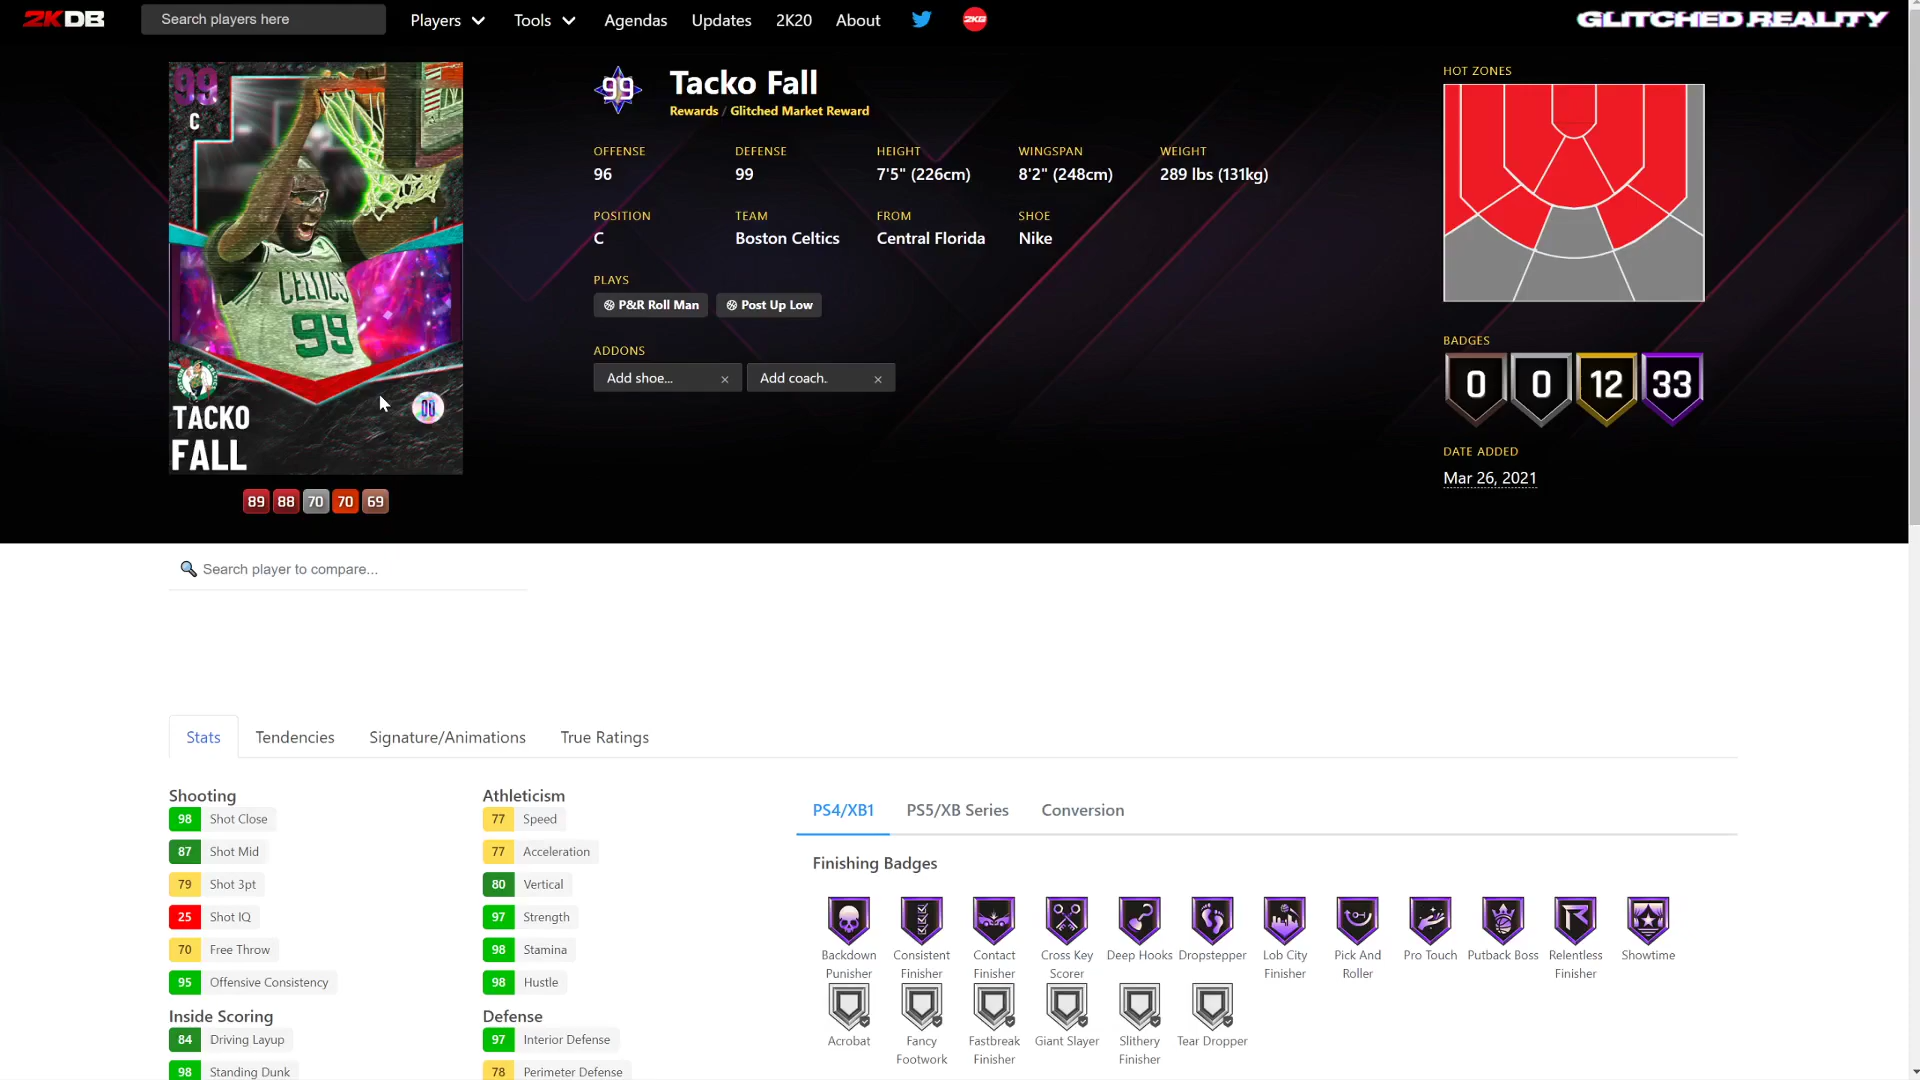 2KDB
Search players here
Players
Tools
Agendas
Updates
2K20
About
2KG
GLITCHED REALITY
99
C
CELTICS
99
TACKO
FALL
89 88 70 70 69
99
Tacko Fall
Rewards / Glitched Market Reward
OFFENSE
96
DEFENSE
99
HEIGHT
7'5" (226cm)
WINGSPAN
8'2" (248cm)
WEIGHT
289 lbs (131kg)
POSITION
C
TEAM
Boston Celtics
FROM
Central Florida
SHOE
Nike
PLAYS
P&R Roll Man
Post Up Low
ADDONS
Add shoe... ×
Add coach. ×
HOT ZONES
BADGES
0 0 12 33
DATE ADDED
Mar 26, 2021
Search player to compare...
Stats
Tendencies
Signature/Animations
True Ratings
Shooting
98 Shot Close
87 Shot Mid
79 Shot 3pt
25 Shot IQ
70 Free Throw
95 Offensive Consistency
Inside Scoring
84 Driving Layup
98 Standing Dunk
Athleticism
77 Speed
77 Acceleration
80 Vertical
97 Strength
98 Stamina
98 Hustle
Defense
97 Interior Defense
78 Perimeter Defense
PS4/XB1
PS5/XB Series
Conversion
Finishing Badges
Backdown
Punisher
Consistent
Finisher
Contact
Finisher
Cross Key
Scorer
Deep Hooks
Dropstepper
Lob City
Finisher
Pick And
Roller
Pro Touch
Putback Boss
Relentless
Finisher
Showtime
Acrobat
Fancy
Footwork
Fastbreak
Finisher
Giant Slayer
Slithery
Finisher
Tear Dropper